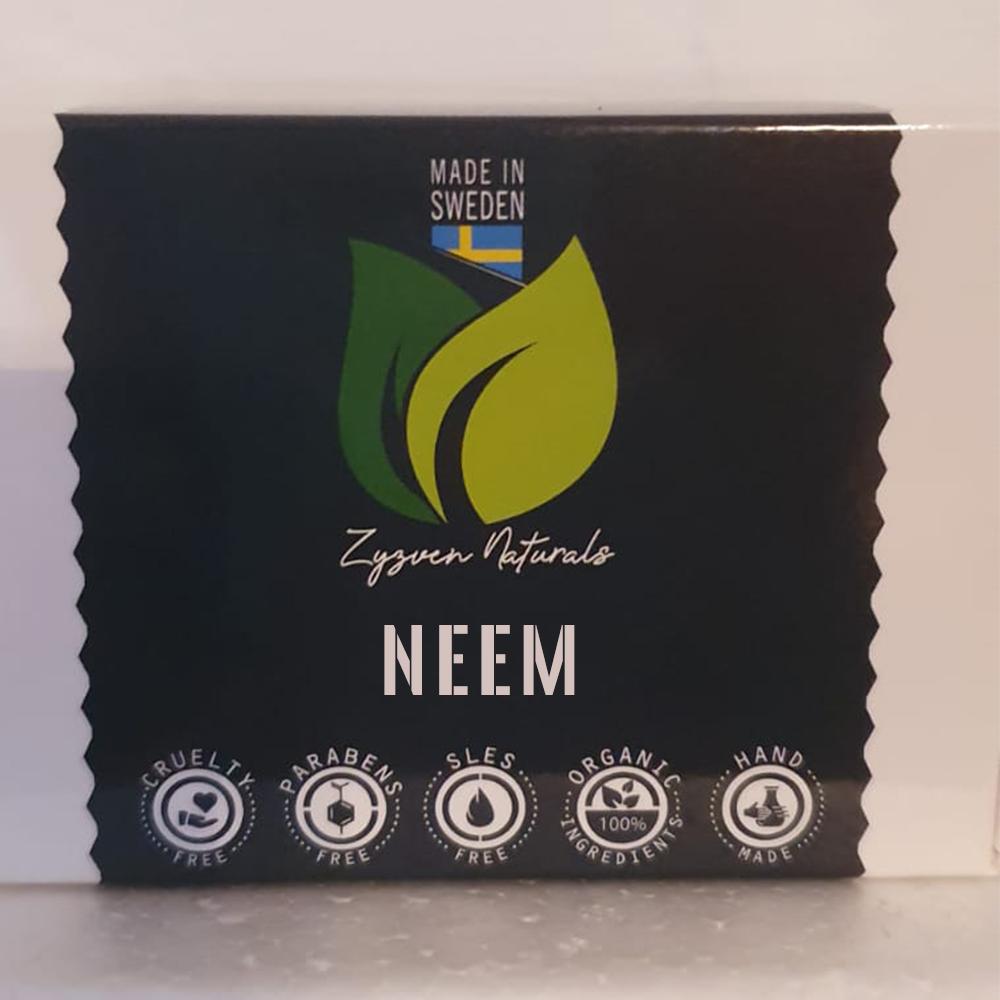 MADE IN
SWEDEN
Zyzven Naturals
NEEM
CRUELTY
FREE
PARABENS
FREE
SLES
FREE
ORGANIC
100%
INGREDIENTS
HAND
MADE